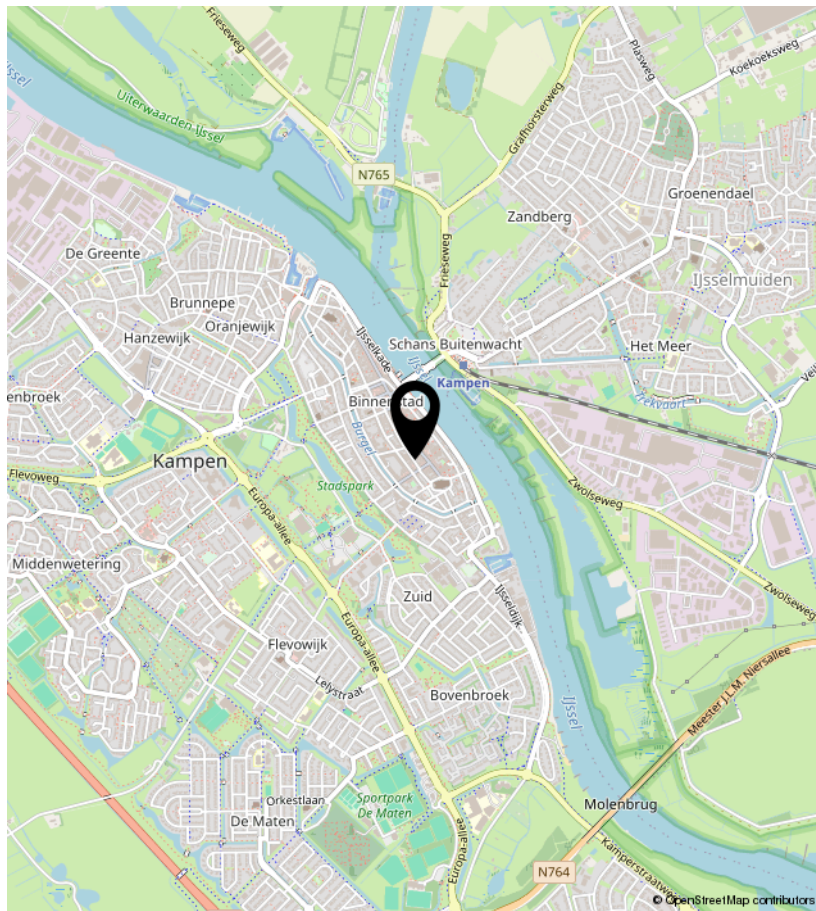 Frieseweg
Plasweg
Koekoeksweg
IJssel
Uiterwaarden IJssel
Grafhorsterweg
N765
Groenendael
Zandberg
De Greente
Frieseweg
IJsselmuiden
Brunnepe
Oranjewijk
Hanzewijk
IJsselkade
Schans Buitenwacht
Het Meer
Kampen
enbroek
Binnenstad
Trekvaart
Burgel
Kampen
Flevoweg
Stadspark
Zwolseweg
Europa-allee
Middenwetering
Zwolseweg
Zuid
IJsseldijk
Flevowijk
Europa-allee
Meester J.L.M. Niersallee
Lelystraat
Bovenbroek
IJssel
Orkestlaan
Sportpark
De Maten
Molenbrug
De Maten
Europa-allee
N764
© OpenStreetMap contributors